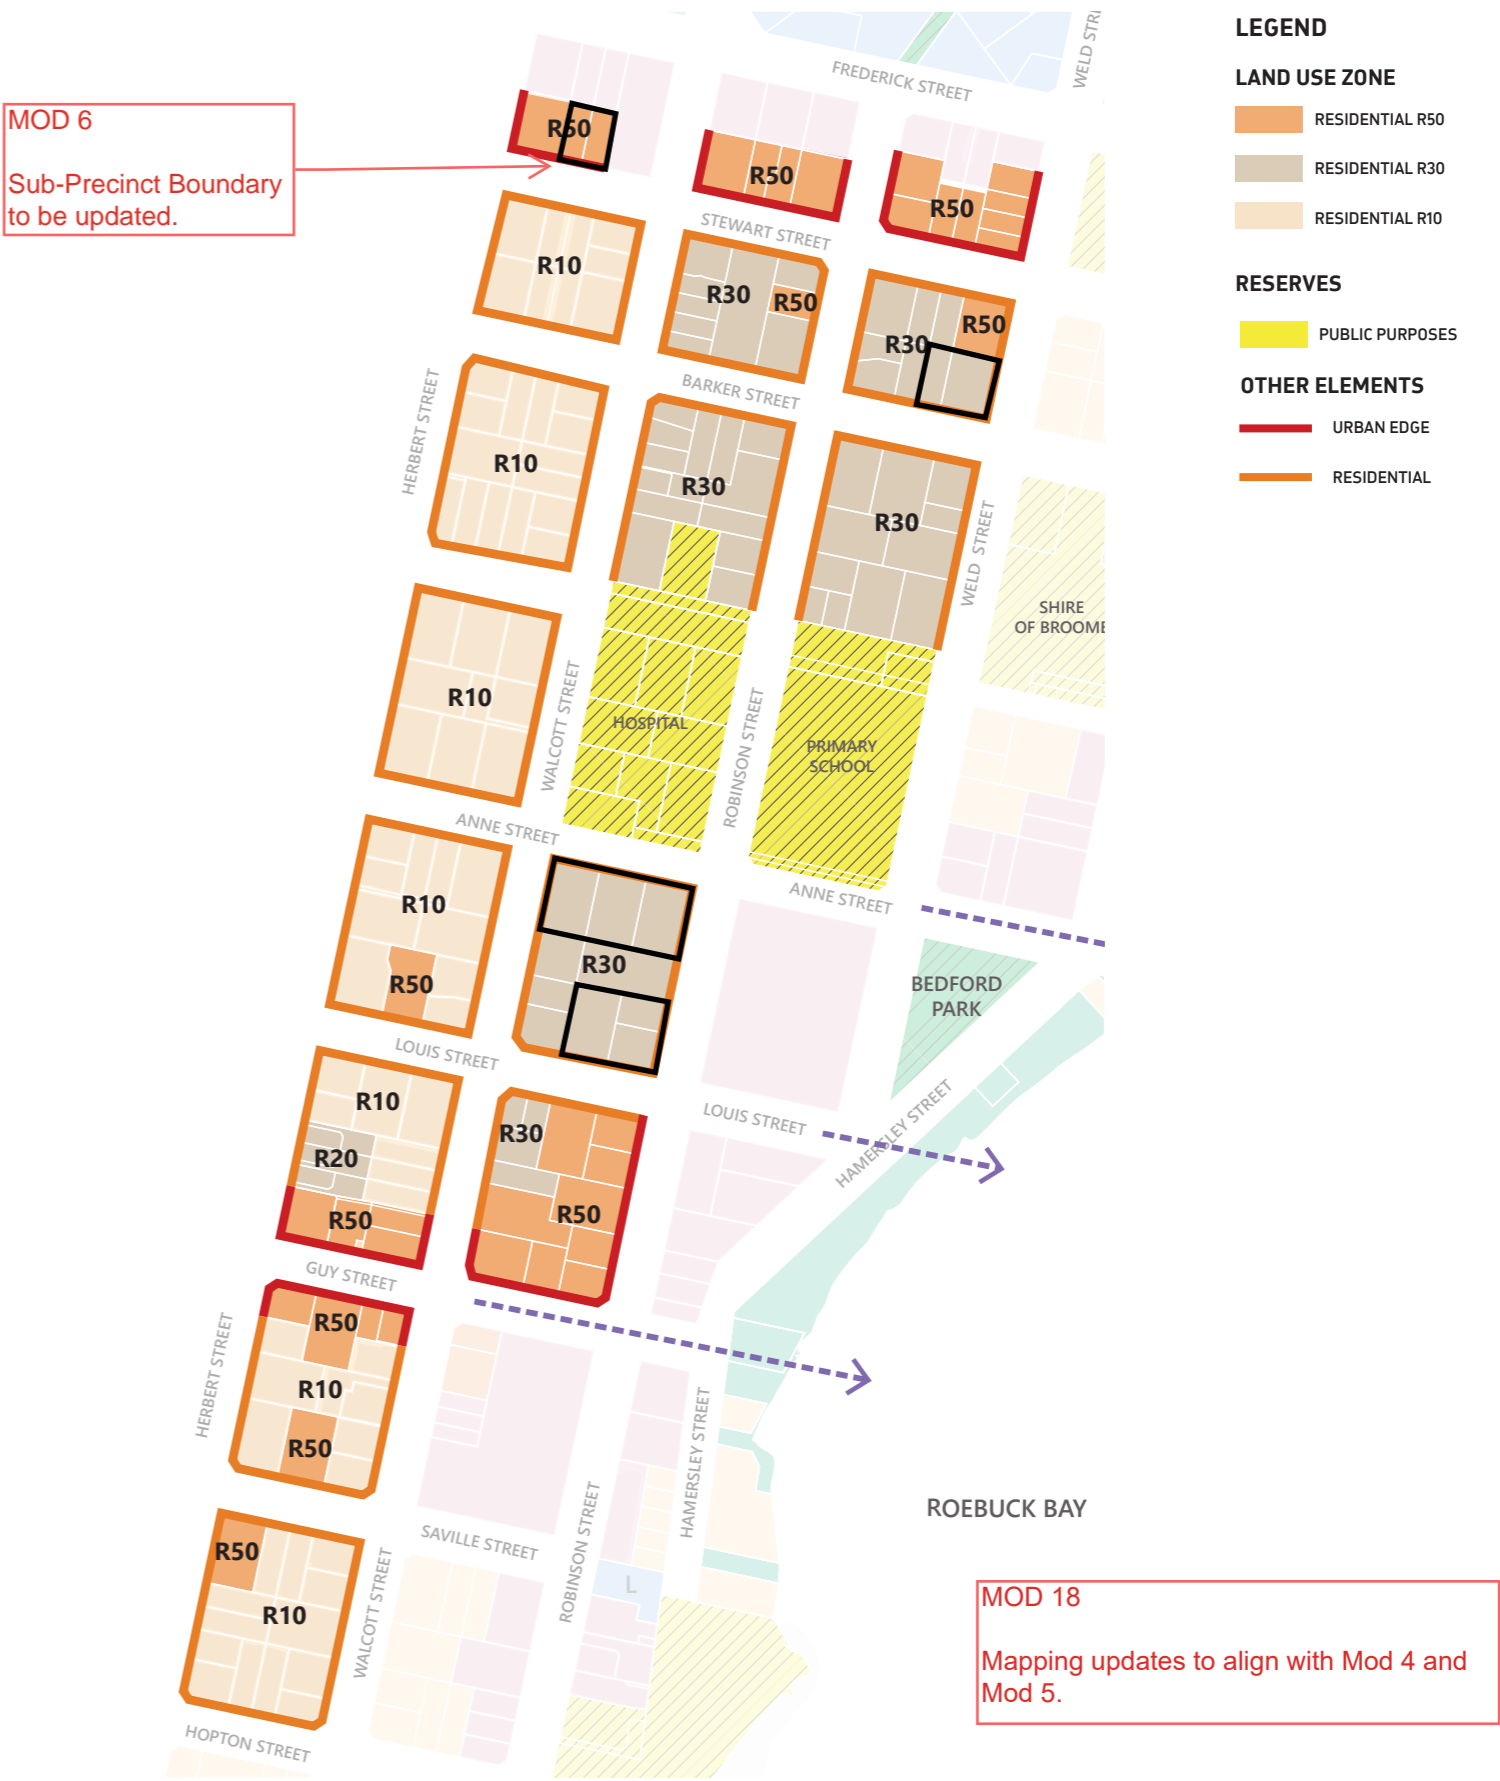 LEGEND
LAND USE ZONE
RESIDENTIAL R50
RESIDENTIAL R30
RESIDENTIAL R10
RESERVES
PUBLIC PURPOSES
OTHER ELEMENTS
URBAN EDGE
RESIDENTIAL
MOD 6
Sub-Precinct Boundary
to be updated.
FREDERICK STREET
R50
R50
R50
STEWART STREET
R10
R30
R50
R30
R50
BARKER STREET
HERBERT STREET
R10
R30
R30
WELD STREET
SHIRE
OF BROOME
R10
WALCOTT STREET
HOSPITAL
ROBINSON STREET
PRIMARY
SCHOOL
ANNE STREET
ANNE STREET
R10
R50
R30
BEDFORD
PARK
LOUIS STREET
LOUIS STREET
HAMERSLEY STREET
R10
R20
R50
R30
R50
GUY STREET
HERBERT STREET
R50
R10
R50
HAMERSLEY STREET
ROEBUCK BAY
SAVILLE STREET
ROBINSON STREET
L
R50
R10
WALCOTT STREET
HOPTON STREET
MOD 18
Mapping updates to align with Mod 4 and
Mod 5.